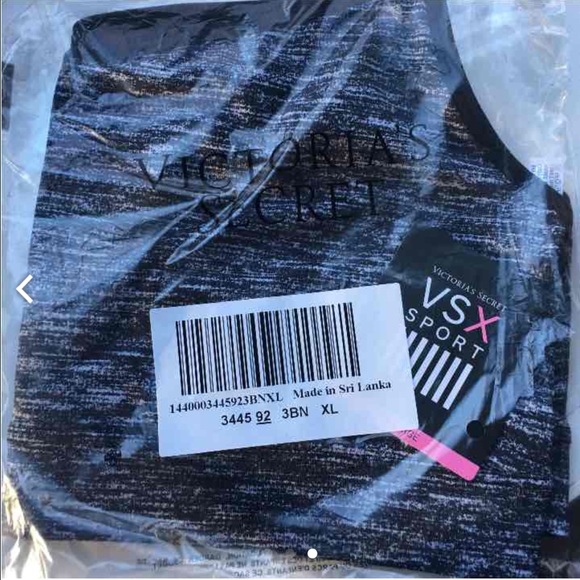 VICTORIA'S
SECRET
VICTORIA'S SECRET
VSX
SPORT
1440003445923BNXL Made in Sri Lanka
3445 92 3BN XL